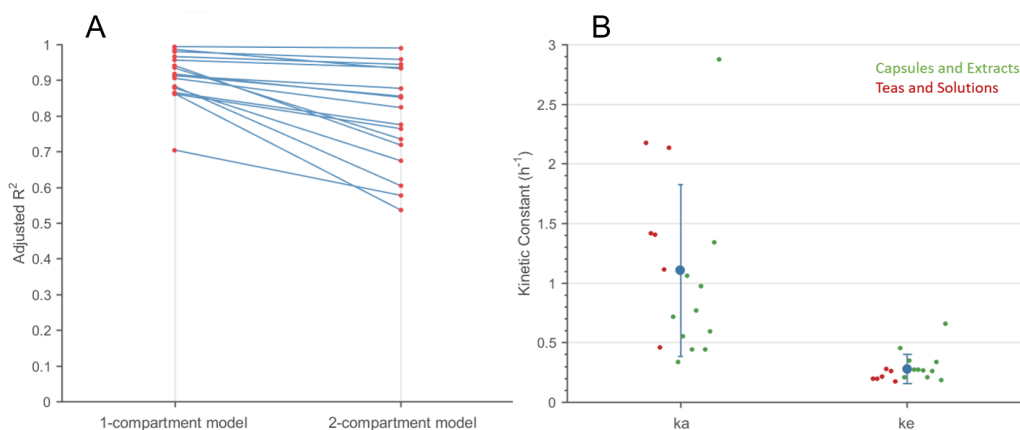 A
Adjusted R²
1
0.9
0.8
0.7
0.6
0.5
0.4
0.3
0.2
0.1
0
1-compartment model
2-compartment model
B
Kinetic Constant (h⁻¹)
3
2.5
2
1.5
1
0.5
0
Capsules and Extracts
Teas and Solutions
ka
ke